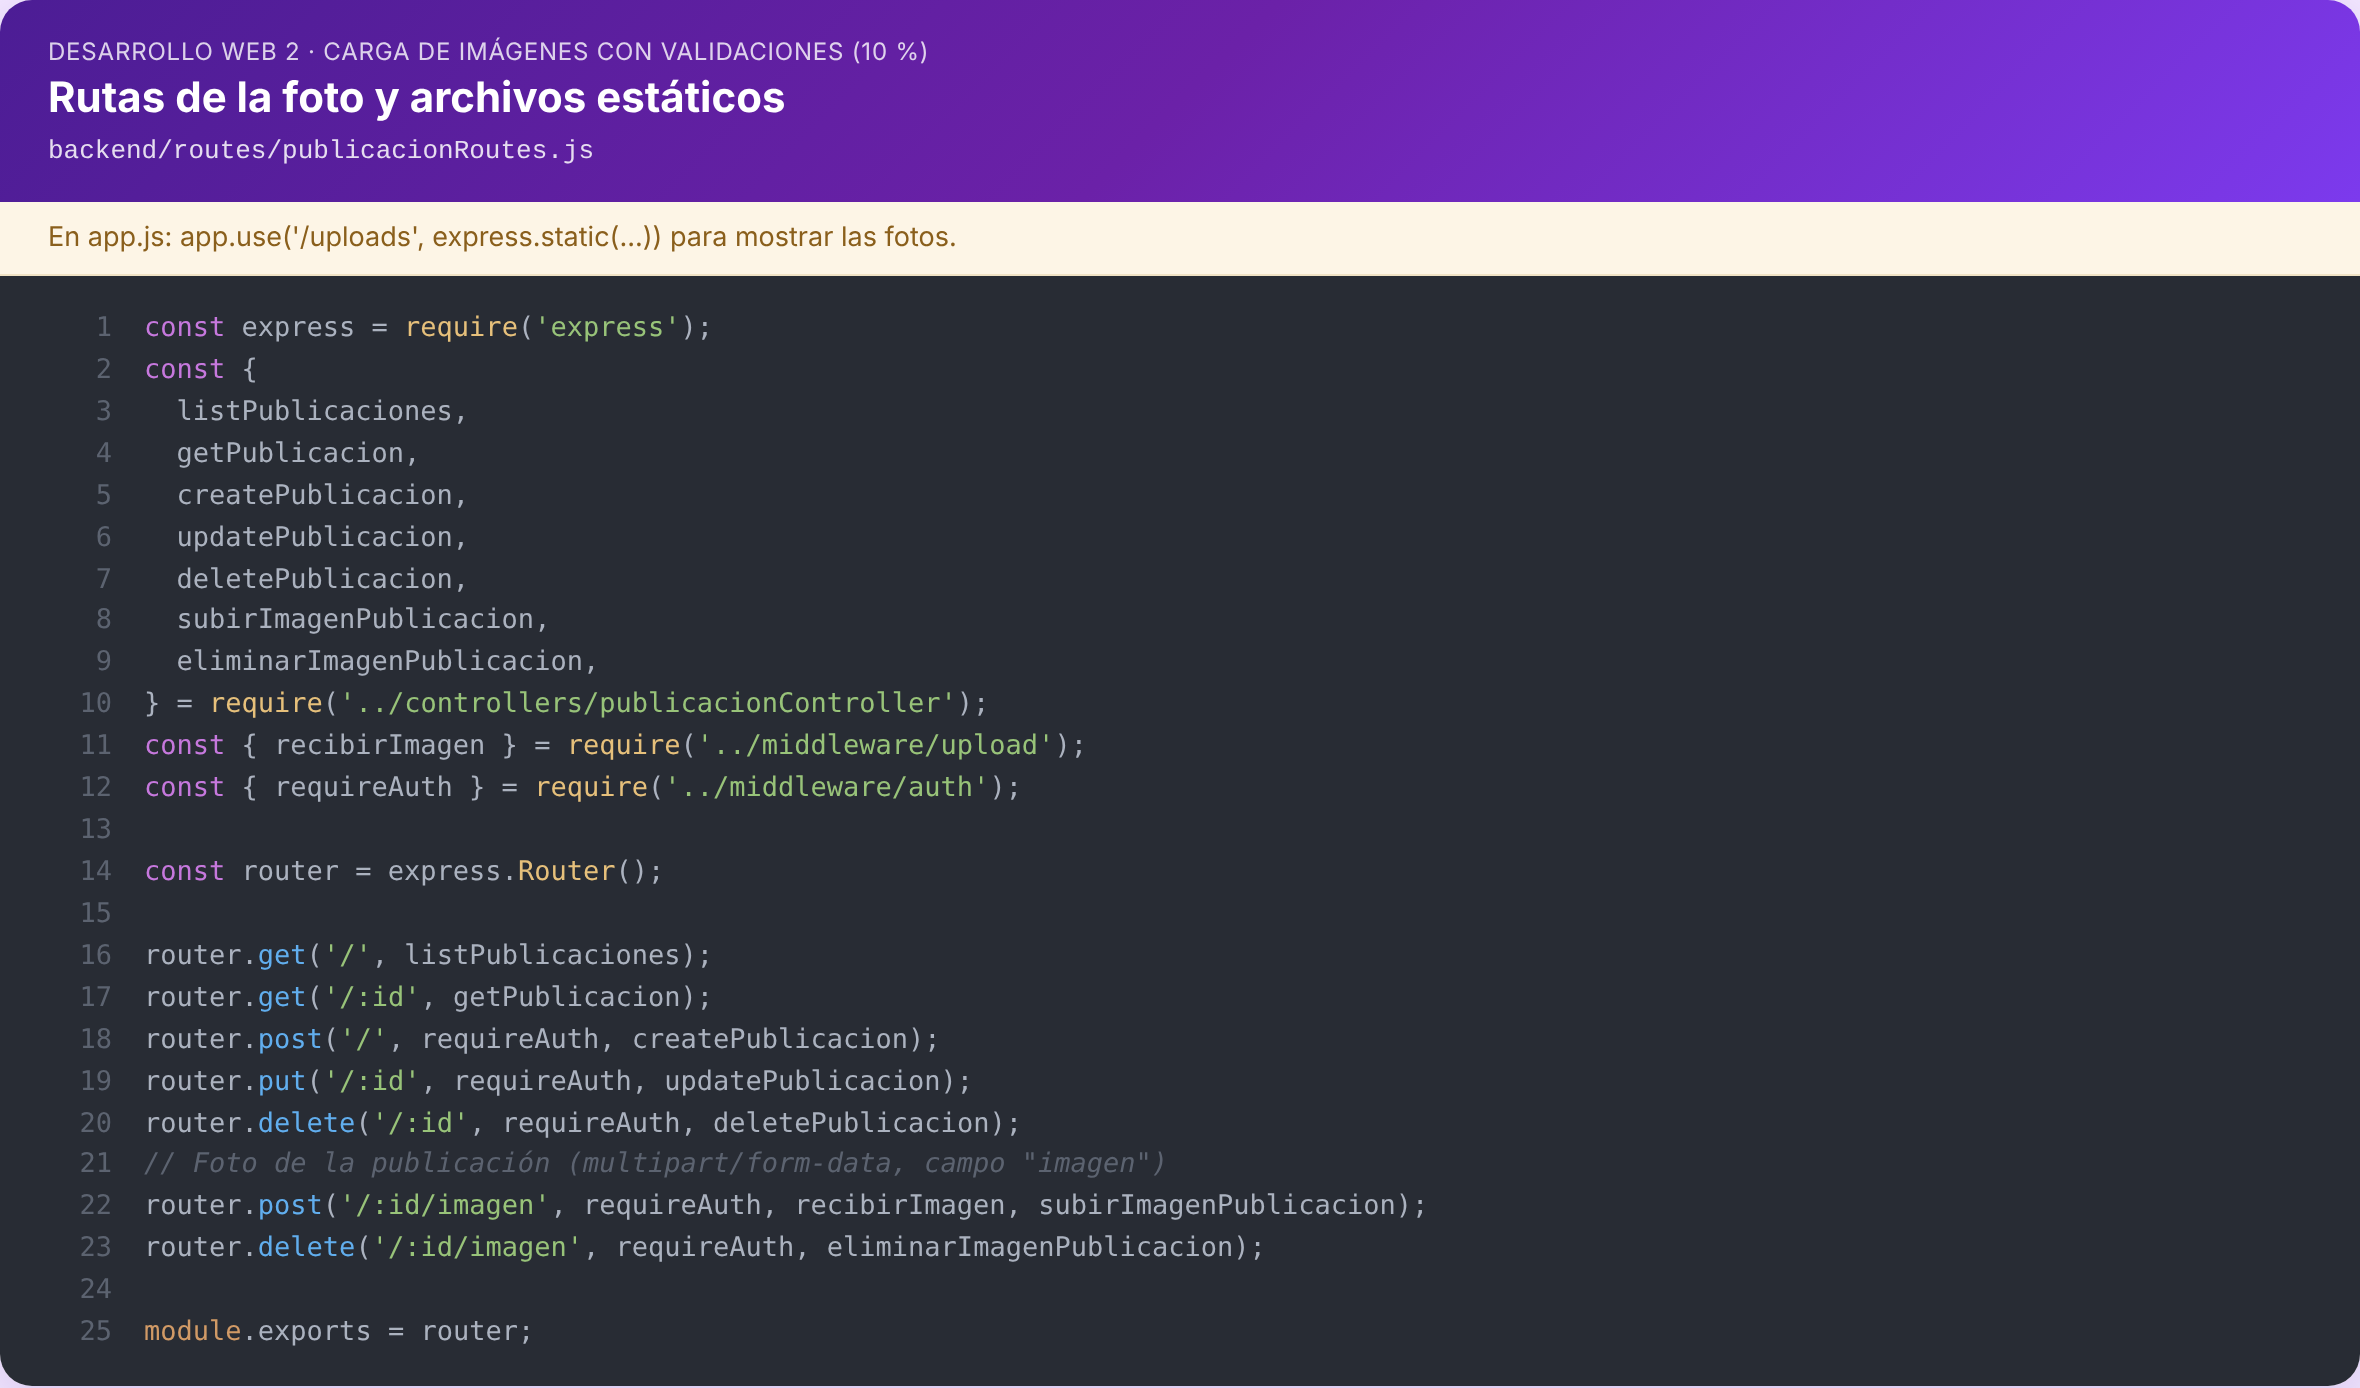 DESARROLLO WEB 2 · CARGA DE IMÁGENES CON VALIDACIONES (10 %)
Rutas de la foto y archivos estáticos
backend/routes/publicacionRoutes.js
En app.js: app.use('/uploads', express.static(...)) para mostrar las fotos.
1 const express = require('express');
2 const {
3   listPublicaciones,
4   getPublicacion,
5   createPublicacion,
6   updatePublicacion,
7   deletePublicacion,
8   subirImagenPublicacion,
9   eliminarImagenPublicacion,
10 } = require('../controllers/publicacionController');
11 const { recibirImagen } = require('../middleware/upload');
12 const { requireAuth } = require('../middleware/auth');
13
14 const router = express.Router();
15
16 router.get('/', listPublicaciones);
17 router.get('/:id', getPublicacion);
18 router.post('/', requireAuth, createPublicacion);
19 router.put('/:id', requireAuth, updatePublicacion);
20 router.delete('/:id', requireAuth, deletePublicacion);
21 // Foto de la publicación (multipart/form-data, campo "imagen")
22 router.post('/:id/imagen', requireAuth, recibirImagen, subirImagenPublicacion);
23 router.delete('/:id/imagen', requireAuth, eliminarImagenPublicacion);
24
25 module.exports = router;